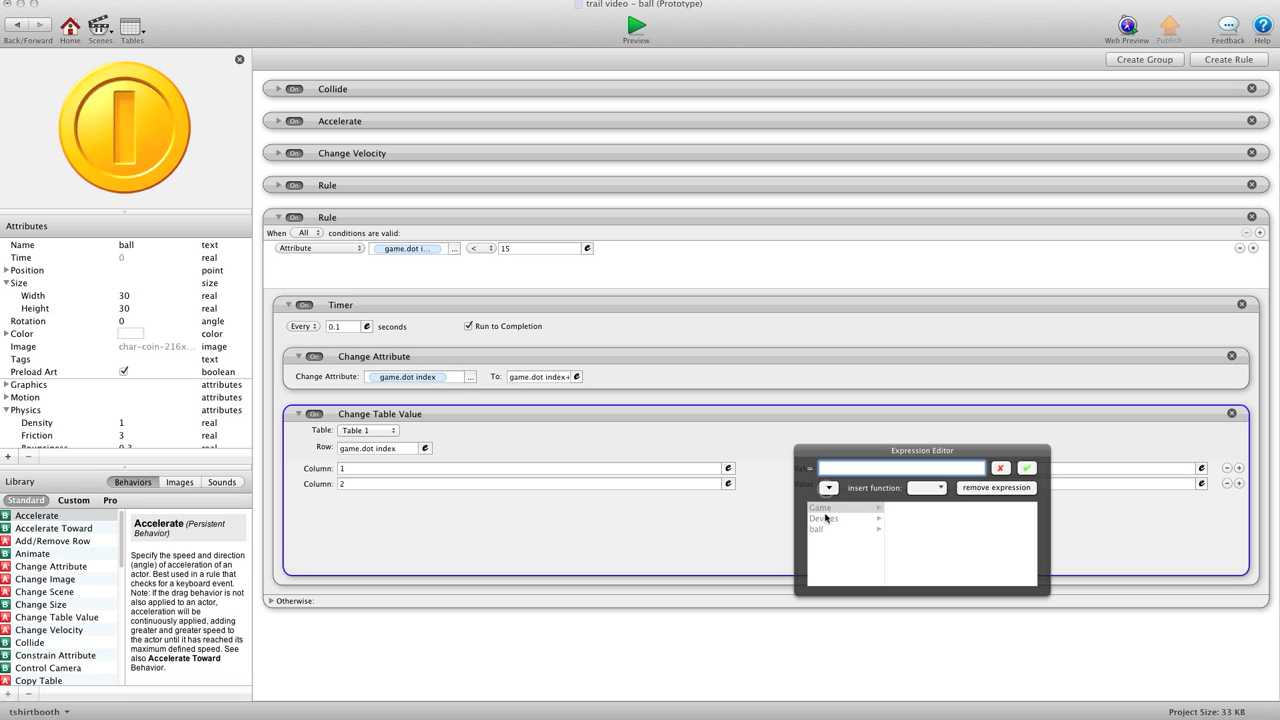 trail video – ball (Prototype)
Back/Forward Home Scenes Tables Preview Web Preview Publish Feedback Help
Create Group Create Rule
On Collide
On Accelerate
On Change Velocity
On Rule
On Rule
When All conditions are valid:
Attribute game.dot i... ... < 15
On Timer
Every 0.1 seconds Run to Completion
On Change Attribute
Change Attribute: game.dot index ... To: game.dot index+
On Change Table Value
Table: Table 1
Row: game.dot index
Column: 1
Column: 2
Otherwise:
Expression Editor
insert function: remove expression
Game
Devices
ball
Attributes
Name ball text
Time 0 real
Position point
Size size
Width 30 real
Height 30 real
Rotation 0 angle
Color color
Image char-coin-216x... image
Tags text
Preload Art boolean
Graphics attributes
Motion attributes
Physics attributes
Density 1 real
Friction 3 real
Library Behaviors Images Sounds
Standard Custom Pro
B Accelerate
B Accelerate Toward
A Add/Remove Row
B Animate
A Change Attribute
A Change Image
A Change Scene
B Change Size
A Change Table Value
A Change Velocity
B Collide
B Constrain Attribute
B Control Camera
A Copy Table
Accelerate (Persistent
Behavior)
Specify the speed and direction
(angle) of acceleration of an
actor. Best used in a rule that
checks for a keyboard event.
Note: If the drag behavior is not
also applied to an actor,
acceleration will be
continuously applied, adding
greater and greater speed to
the actor until it has reached its
maximum defined speed. See
also Accelerate Toward
Behavior.
tshirtbooth Project Size: 33 KB